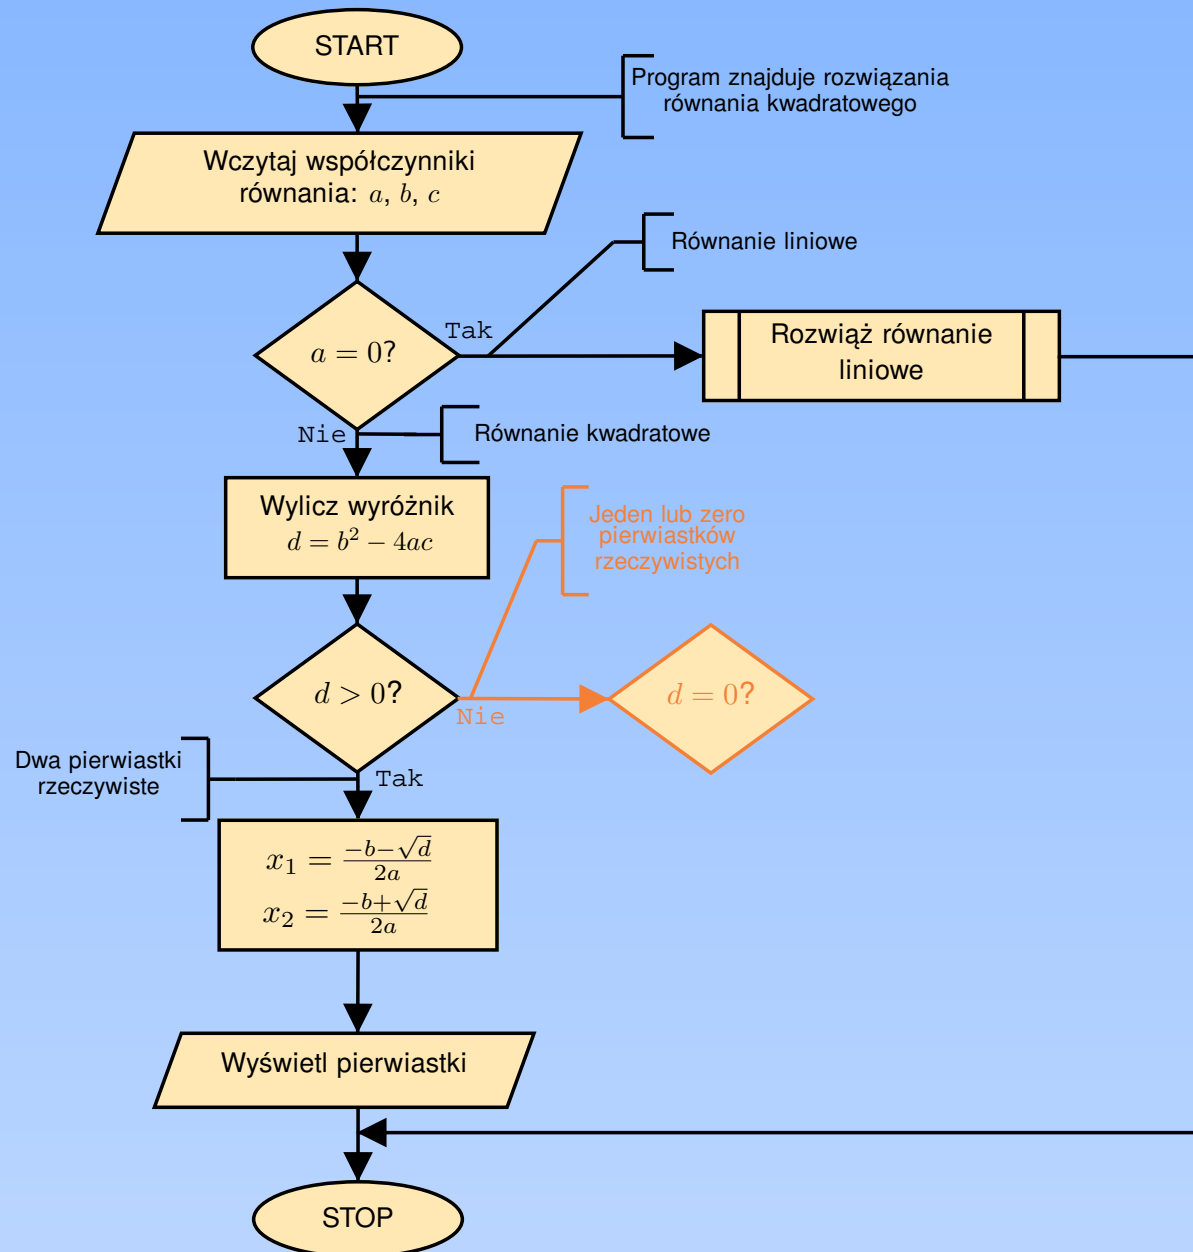 START
Program znajduje rozwiązania
równania kwadratowego
Wczytaj współczynniki
równania: a, b, c
Równanie liniowe
Tak
a = 0?
Rozwiąż równanie
liniowe
Nie
Równanie kwadratowe
Wylicz wyróżnik
d = b² − 4ac
Jeden lub zero
pierwiastków
rzeczywistych
d > 0?
Nie
d = 0?
Dwa pierwiastki
rzeczywiste
Tak
x₁ = (−b−√d)/(2a)
x₂ = (−b+√d)/(2a)
Wyświetl pierwiastki
STOP